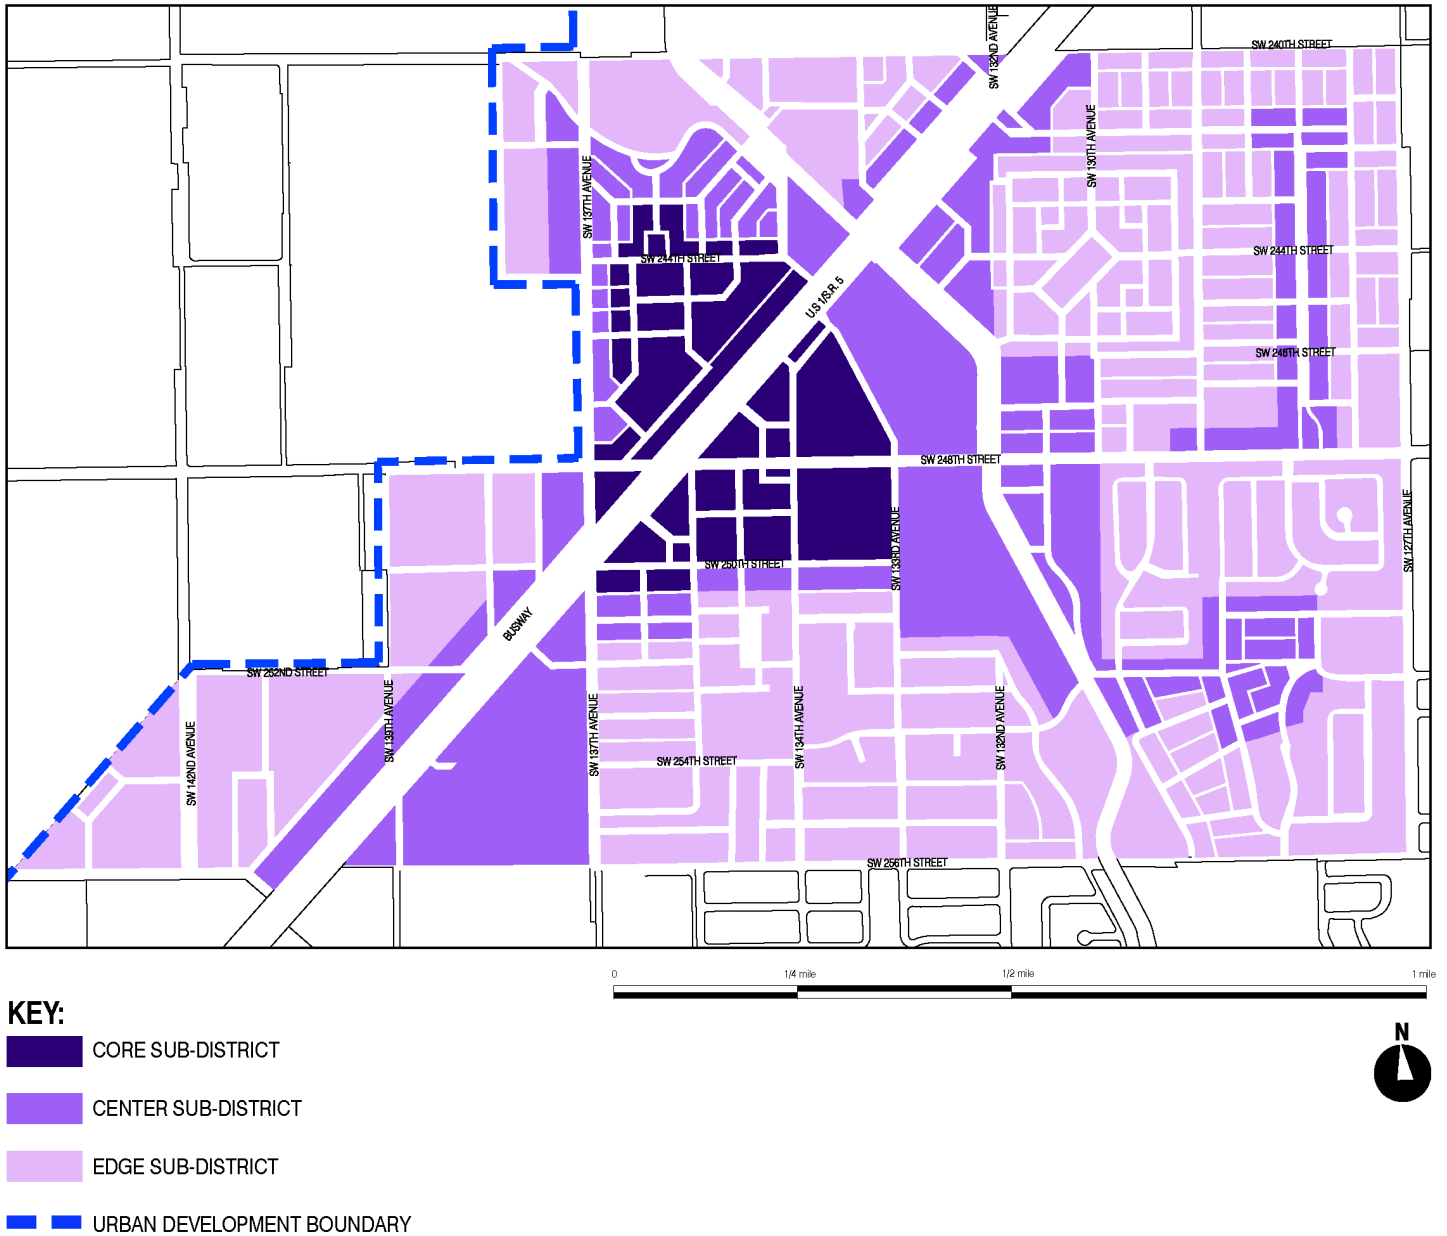 SW 132ND AVENUE
SW 240TH STREET
SW 130TH AVENUE
SW 137TH AVENUE
SW 244TH STREET
SW 244TH STREET
U.S 1/S.R. 5
SW 246TH STREET
SW 248TH STREET
SW 127TH AVENUE
SW 133RD AVENUE
SW 250TH STREET
BUSWAY
SW 252ND STREET
SW 139TH AVENUE
SW 142ND AVENUE
SW 137TH AVENUE
SW 134TH AVENUE
SW 132ND AVENUE
SW 254TH STREET
SW 256TH STREET
0 1/4 mile 1/2 mile 1 mile
KEY:
N
CORE SUB-DISTRICT
CENTER SUB-DISTRICT
EDGE SUB-DISTRICT
URBAN DEVELOPMENT BOUNDARY